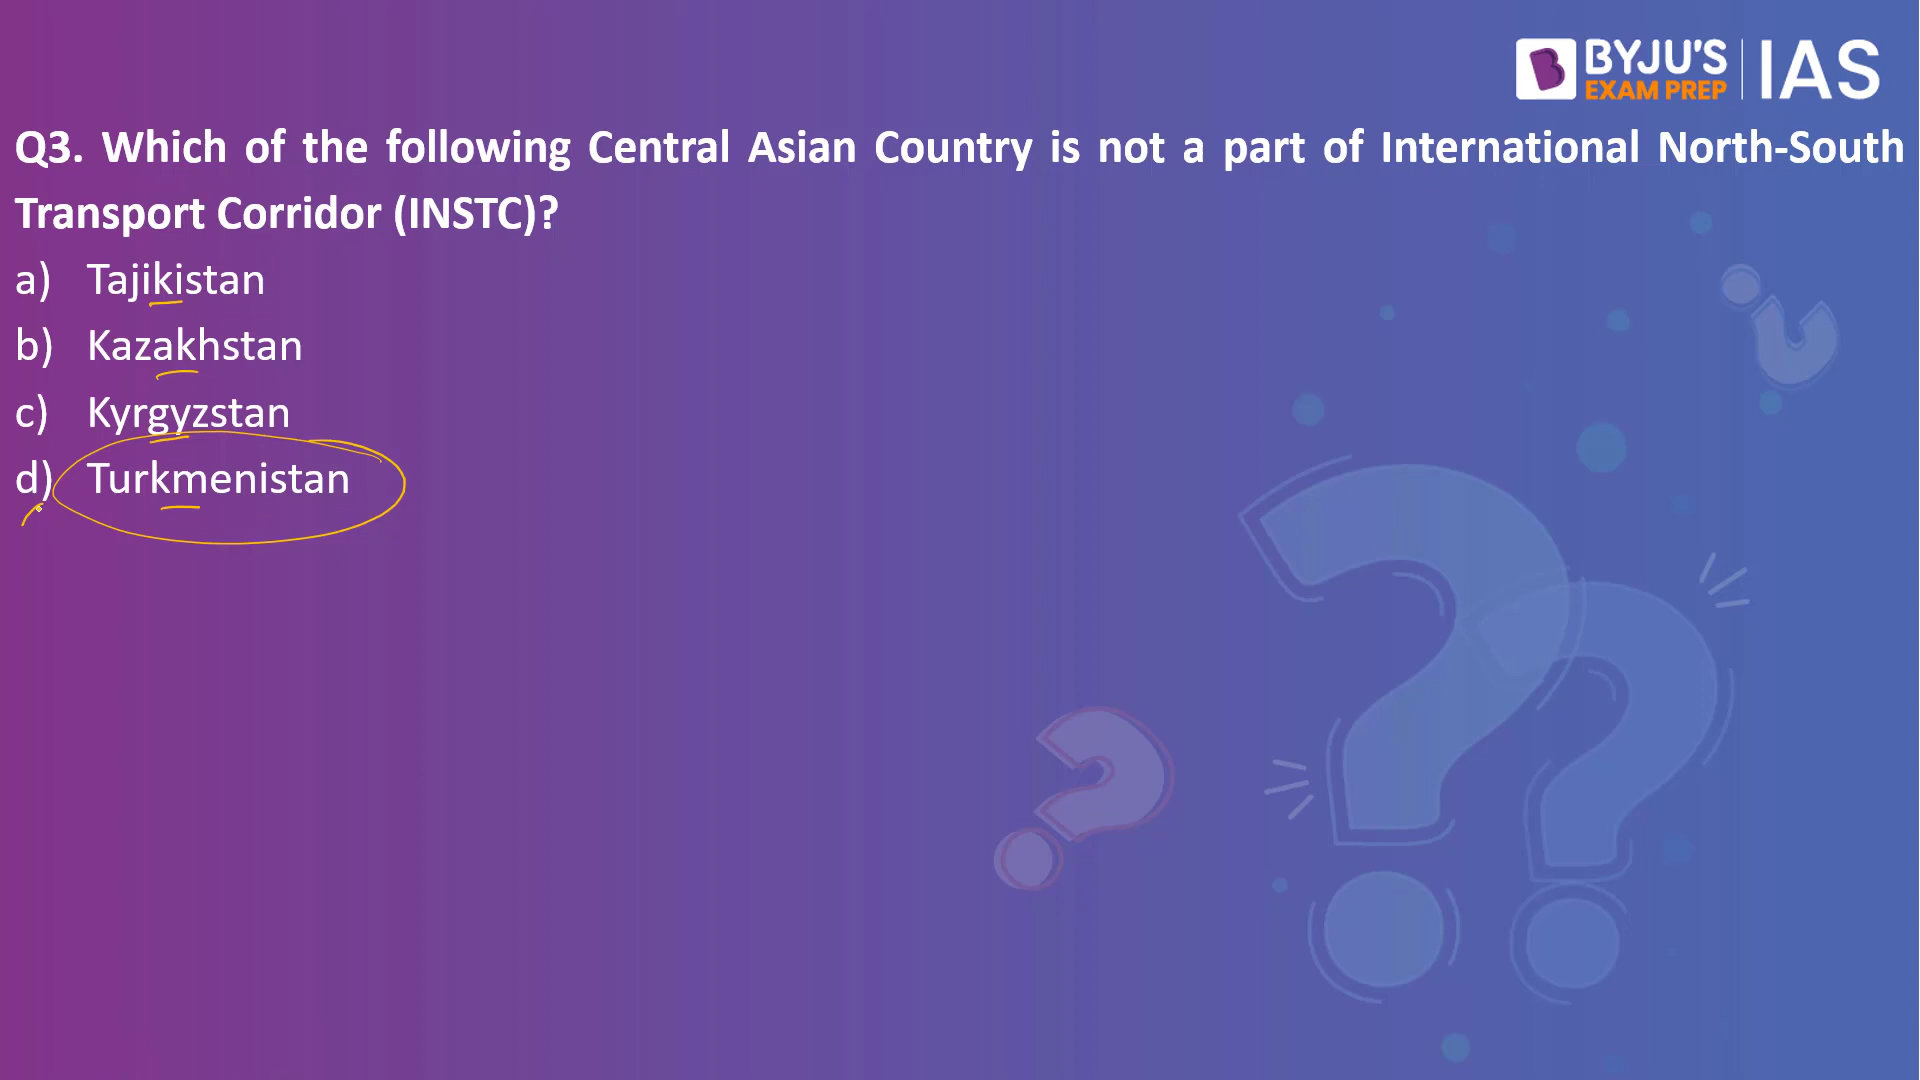 BYJU'S
EXAM PREP
IAS
Q3. Which of the following Central Asian Country is not a part of International North-South
Transport Corridor (INSTC)?
a) Tajikistan
b) Kazakhstan
c) Kyrgyzstan
d) Turkmenistan